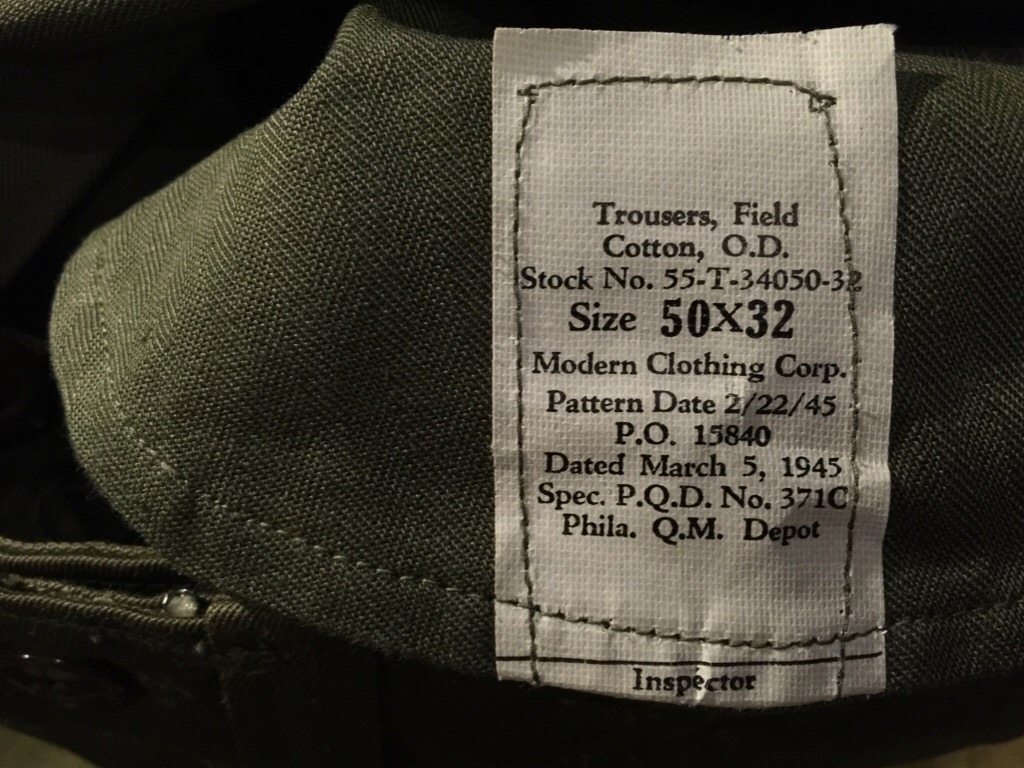 Trousers, Field
Cotton, O.D.
Stock No. 55-T-34050-32
Size 50X32
Modern Clothing Corp.
Pattern Date 2/22/45
P.O. 15840
Dated March 5, 1945
Spec. P.Q.D. No. 371C
Phila. Q.M. Depot
Inspector